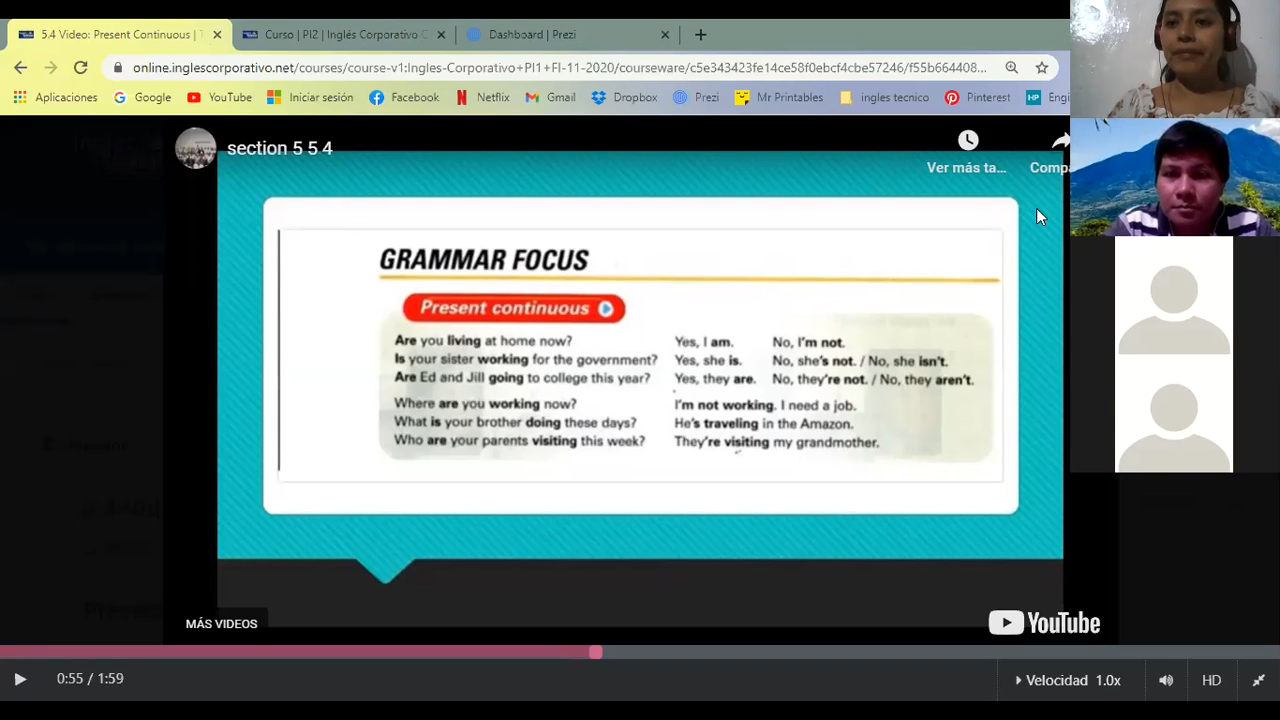 5.4 Video: Present Continuous | T
Curso | PI2 | Inglés Corporativo C
Dashboard | Prezi
online.inglescorporativo.net/courses/course-v1:Ingles-Corporativo+PI1+FI-11-2020/courseware/c5e343423fe14ce58f0ebcf4cbe57246/f55b664408...
Aplicaciones Google YouTube Iniciar sesión Facebook Netflix Gmail Dropbox Prezi Mr Printables ingles tecnico Pinterest HP Engl
section 5 5 4
Ver más ta... Compa
GRAMMAR FOCUS
Present continuous
Are you living at home now? Yes, I am. No, I'm not.
Is your sister working for the government? Yes, she is. No, she's not. / No, she isn't.
Are Ed and Jill going to college this year? Yes, they are. No, they're not. / No, they aren't.
Where are you working now? I'm not working. I need a job.
What is your brother doing these days? He's traveling in the Amazon.
Who are your parents visiting this week? They're visiting my grandmother.
MÁS VIDEOS
YouTube
0:55 / 1:59
Velocidad 1.0x
HD